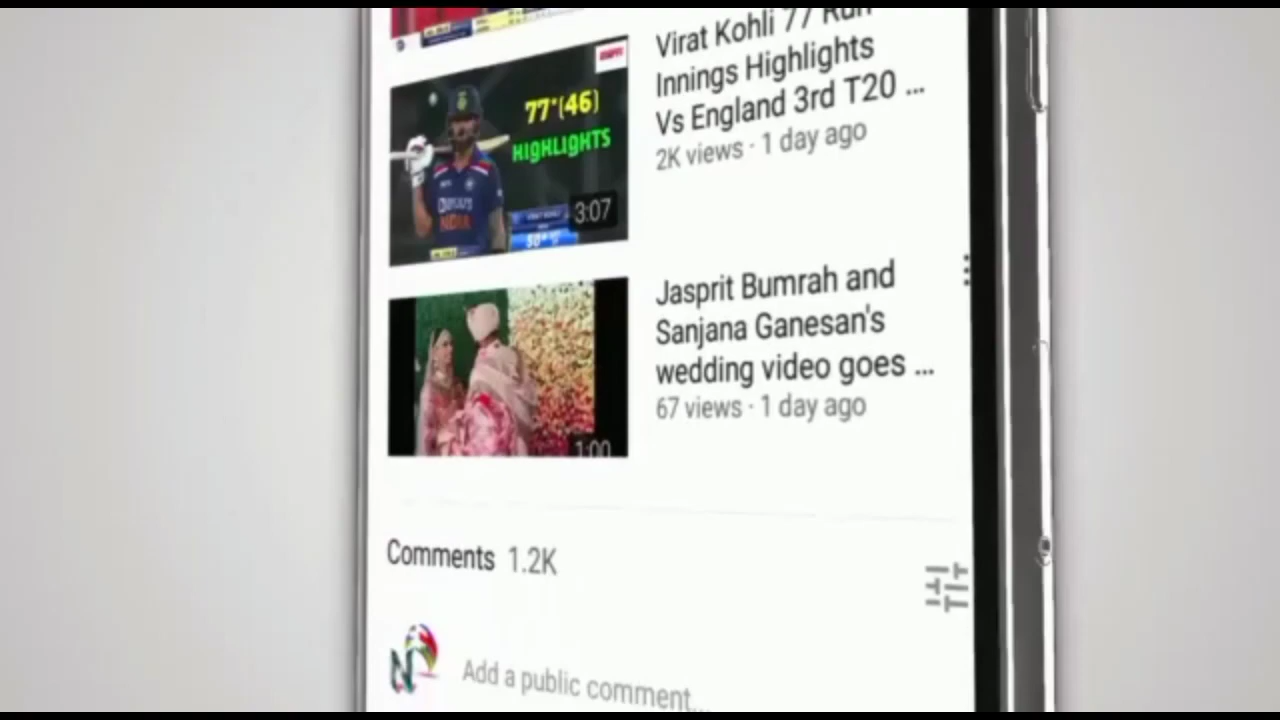 Virat Kohli 77 Run
Innings Highlights
Vs England 3rd T20 ...
2K views · 1 day ago
77*(46)
HIGHLIGHTS
INDIA
3:07
Jasprit Bumrah and
Sanjana Ganesan's
wedding video goes ...
67 views · 1 day ago
1:00
Comments 1.2K
N
Add a public comment...